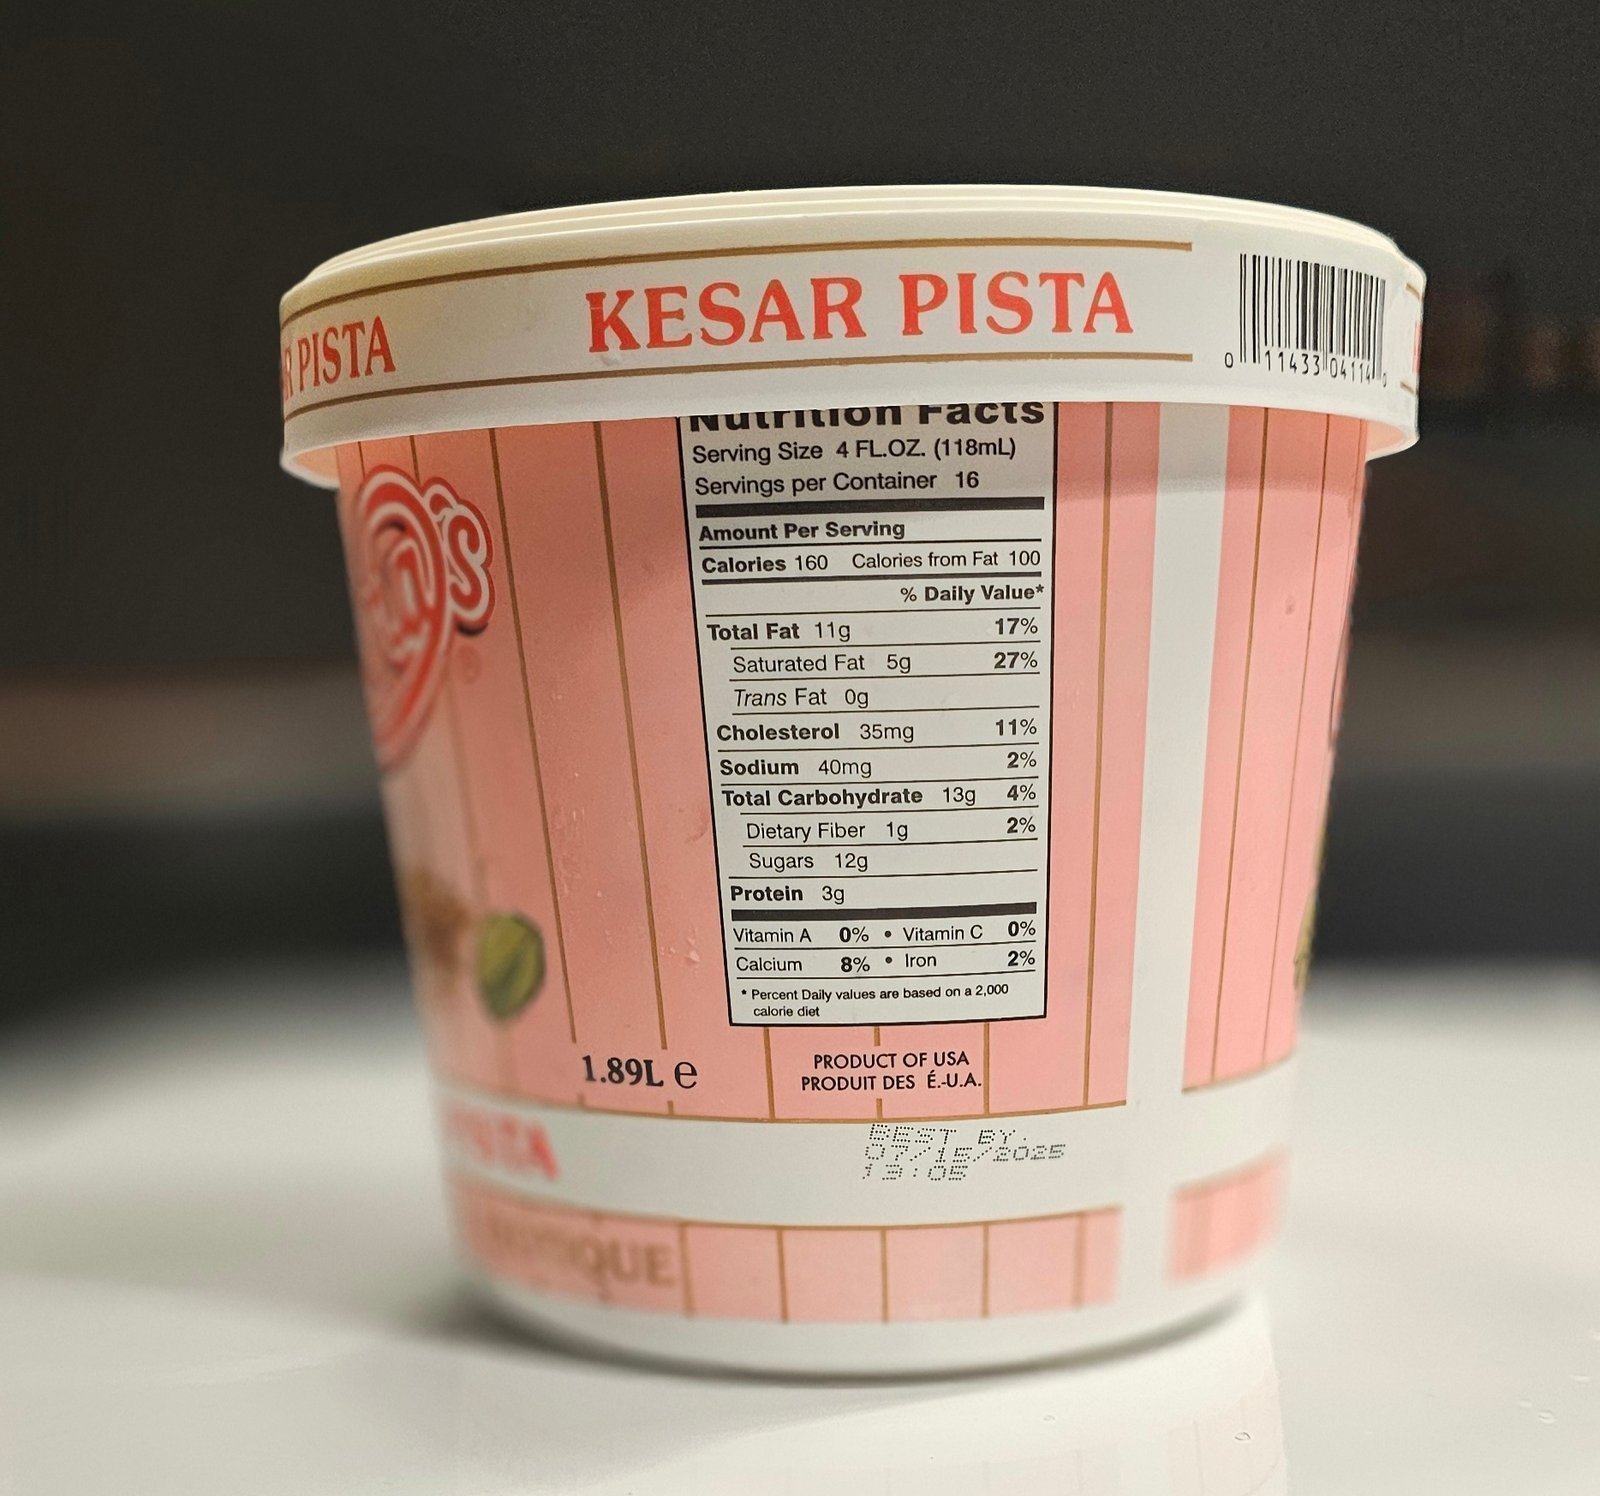 KESAR PISTA
PISTA
0 11433 04114 0
Nutrition Facts
Serving Size 4 FL.OZ. (118mL)
Servings per Container 16
Amount Per Serving
Calories 160 Calories from Fat 100
% Daily Value*
Total Fat 11g 17%
Saturated Fat 5g 27%
Trans Fat 0g
Cholesterol 35mg 11%
Sodium 40mg 2%
Total Carbohydrate 13g 4%
Dietary Fiber 1g 2%
Sugars 12g
Protein 3g
Vitamin A 0% • Vitamin C 0%
Calcium 8% • Iron 2%
* Percent Daily values are based on a 2,000
calorie diet
1.89L ℮
PRODUCT OF USA
PRODUIT DES É.-U.A.
PISTA
BEST BY.
07/15/2025
13:05